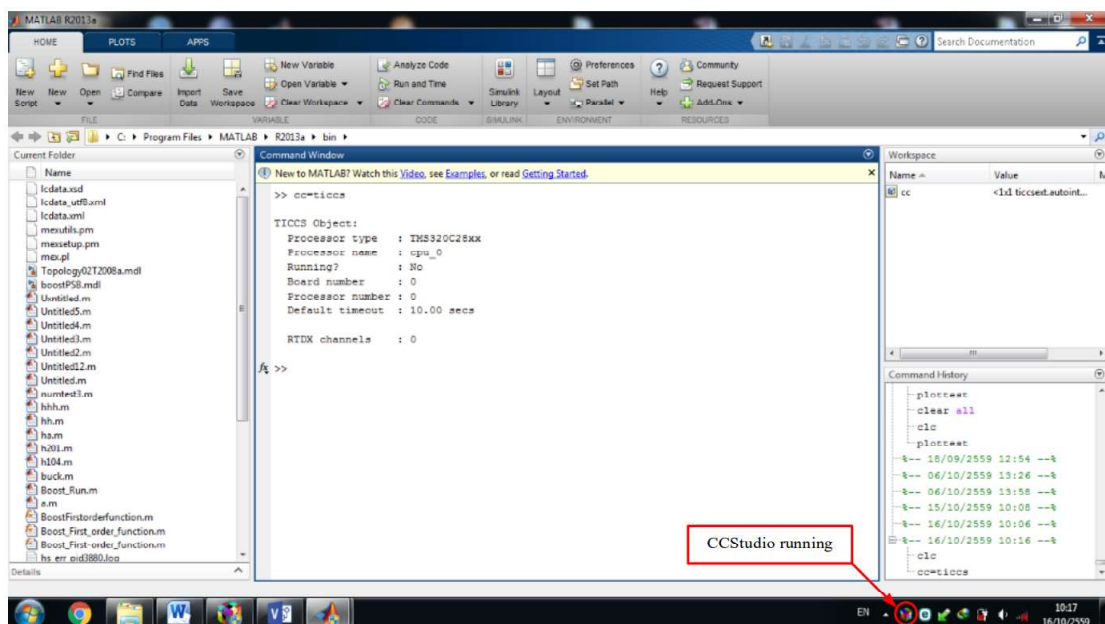 MATLAB R2013a
HOME PLOTS APPS
Search Documentation
New Script
New
Open
Find Files
Compare
Import Data
Save Workspace
New Variable
Open Variable
Clear Workspace
Analyze Code
Run and Time
Clear Commands
Simulink Library
Layout
Preferences
Set Path
Parallel
Help
Community
Request Support
Add-Ons
FILE VARIABLE CODE SIMULINK ENVIRONMENT RESOURCES
C: Program Files MATLAB R2013a bin
Current Folder
Name
lcdata.xsd
lcdata_utf8.xml
lcdata.xml
mexutils.pm
mexsetup.pm
mex.pl
Topology02T2008a.mdl
boostPSB.mdl
Untitled5.m
Untitled4.m
Untitled3.m
Untitled2.m
Untitled12.m
Untitled.m
numtest3.m
hhh.m
hh.m
ha.m
h201.m
h104.m
buck.m
Boost_Run.m
a.m
BoostFirstorderfunction.m
Boost_First_order_function.m
Boost_First-order_function.m
hs_err_pid3880.log
Details
Command Window
New to MATLAB? Watch this Video, see Examples, or read Getting Started.
>> cc=ticcs
TICCS Object:
Processor type : TMS320C28xx
Processor name : cpu_0
Running? : No
Board number : 0
Processor number : 0
Default timeout : 10.00 secs
RTDX channels : 0
fx >>
Workspace
Name Value M
cc <1x1 ticcsext.autoint...
Command History
plottest
clear all
clc
plottest
%-- 18/09/2559 12:54 --%
%-- 06/10/2559 13:26 --%
%-- 06/10/2559 13:58 --%
%-- 15/10/2559 10:08 --%
%-- 16/10/2559 10:06 --%
%-- 16/10/2559 10:16 --%
clc
cc=ticcs
CCStudio running
EN
10:17
16/10/2559